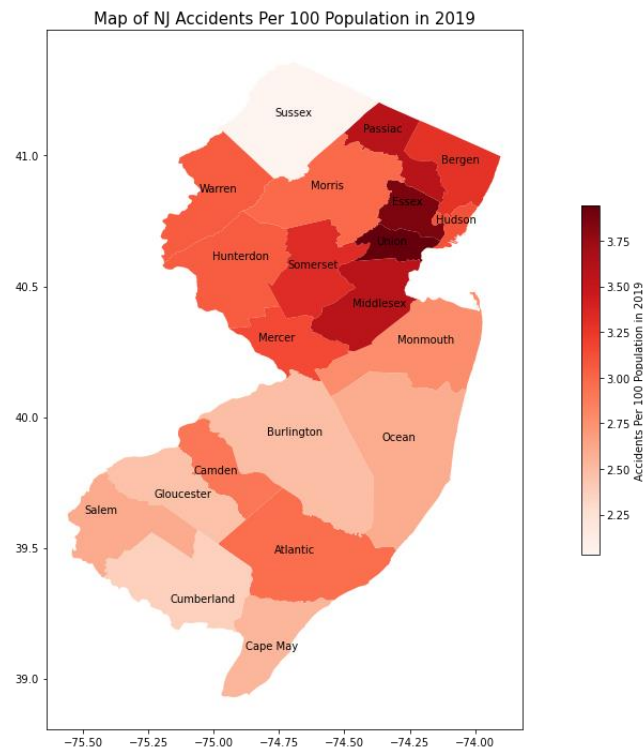 Map of NJ Accidents Per 100 Population in 2019
Sussex
Passiac
Bergen
Warren
Morris
Essex
Hudson
Union
Hunterdon
Somerset
Middlesex
Mercer
Monmouth
Burlington
Ocean
Camden
Gloucester
Salem
Atlantic
Cumberland
Cape May
41.0
40.5
40.0
39.5
39.0
−75.50
−75.25
−75.00
−74.75
−74.50
−74.25
−74.00
3.75
3.50
3.25
3.00
2.75
2.50
2.25
Accidents Per 100 Population in 2019